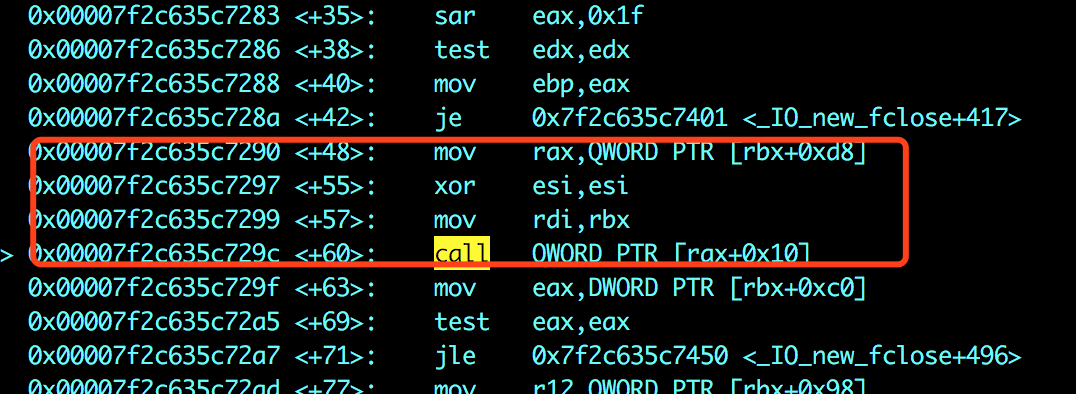 0x00007f2c635c7283 <+35>: sar eax,0x1f
0x00007f2c635c7286 <+38>: test edx,edx
0x00007f2c635c7288 <+40>: mov ebp,eax
0x00007f2c635c728a <+42>: je 0x7f2c635c7401 <_IO_new_fclose+417>
0x00007f2c635c7290 <+48>: mov rax,QWORD PTR [rbx+0xd8]
0x00007f2c635c7297 <+55>: xor esi,esi
0x00007f2c635c7299 <+57>: mov rdi,rbx
> 0x00007f2c635c729c <+60>: call QWORD PTR [rax+0x10]
0x00007f2c635c729f <+63>: mov eax,DWORD PTR [rbx+0xc0]
0x00007f2c635c72a5 <+69>: test eax,eax
0x00007f2c635c72a7 <+71>: jle 0x7f2c635c7450 <_IO_new_fclose+496>
0x00007f2c635c72ad <+77>: mov r12,QWORD PTR [rbx+0x98]